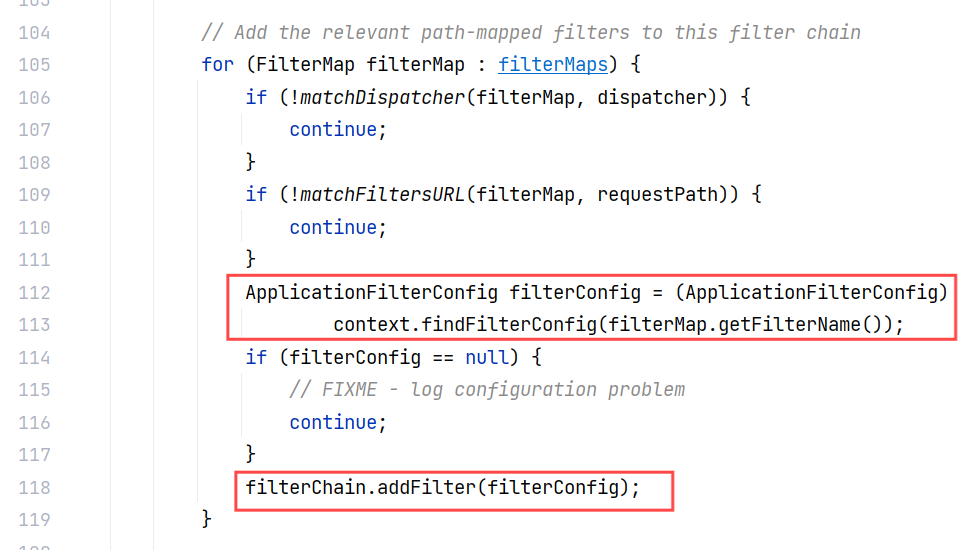 104 // Add the relevant path-mapped filters to this filter chain
105 for (FilterMap filterMap : filterMaps) {
106 if (!matchDispatcher(filterMap, dispatcher)) {
107 continue;
108 }
109 if (!matchFiltersURL(filterMap, requestPath)) {
110 continue;
111 }
112 ApplicationFilterConfig filterConfig = (ApplicationFilterConfig)
113 context.findFilterConfig(filterMap.getFilterName());
114 if (filterConfig == null) {
115 // FIXME - log configuration problem
116 continue;
117 }
118 filterChain.addFilter(filterConfig);
119 }